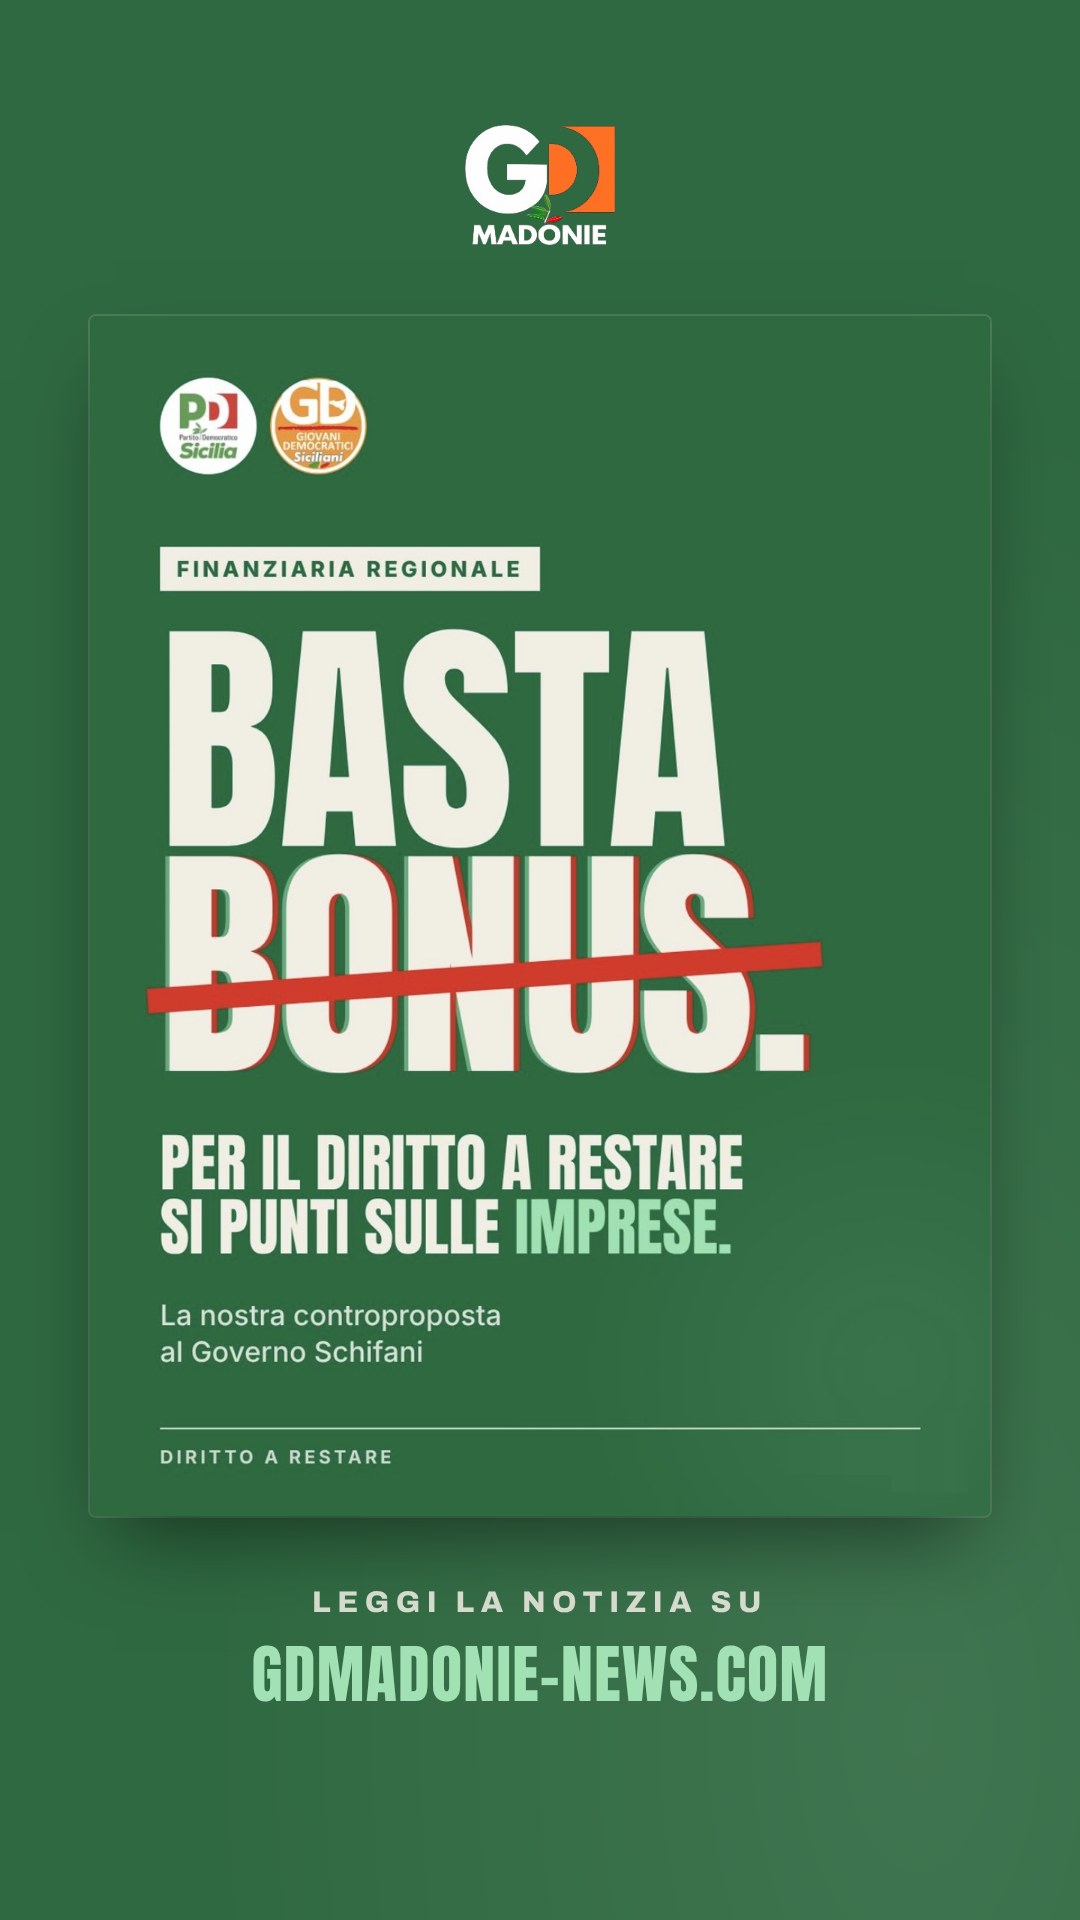 GD
MADONIE
PD
Partito Democratico
Sicilia
GD
GIOVANI
DEMOCRATICI
Siciliani
FINANZIARIA REGIONALE
BASTA
BONUS.
PER IL DIRITTO A RESTARE
SI PUNTI SULLE IMPRESE.
La nostra controproposta
al Governo Schifani
DIRITTO A RESTARE
LEGGI LA NOTIZIA SU
GDMADONIE-NEWS.COM